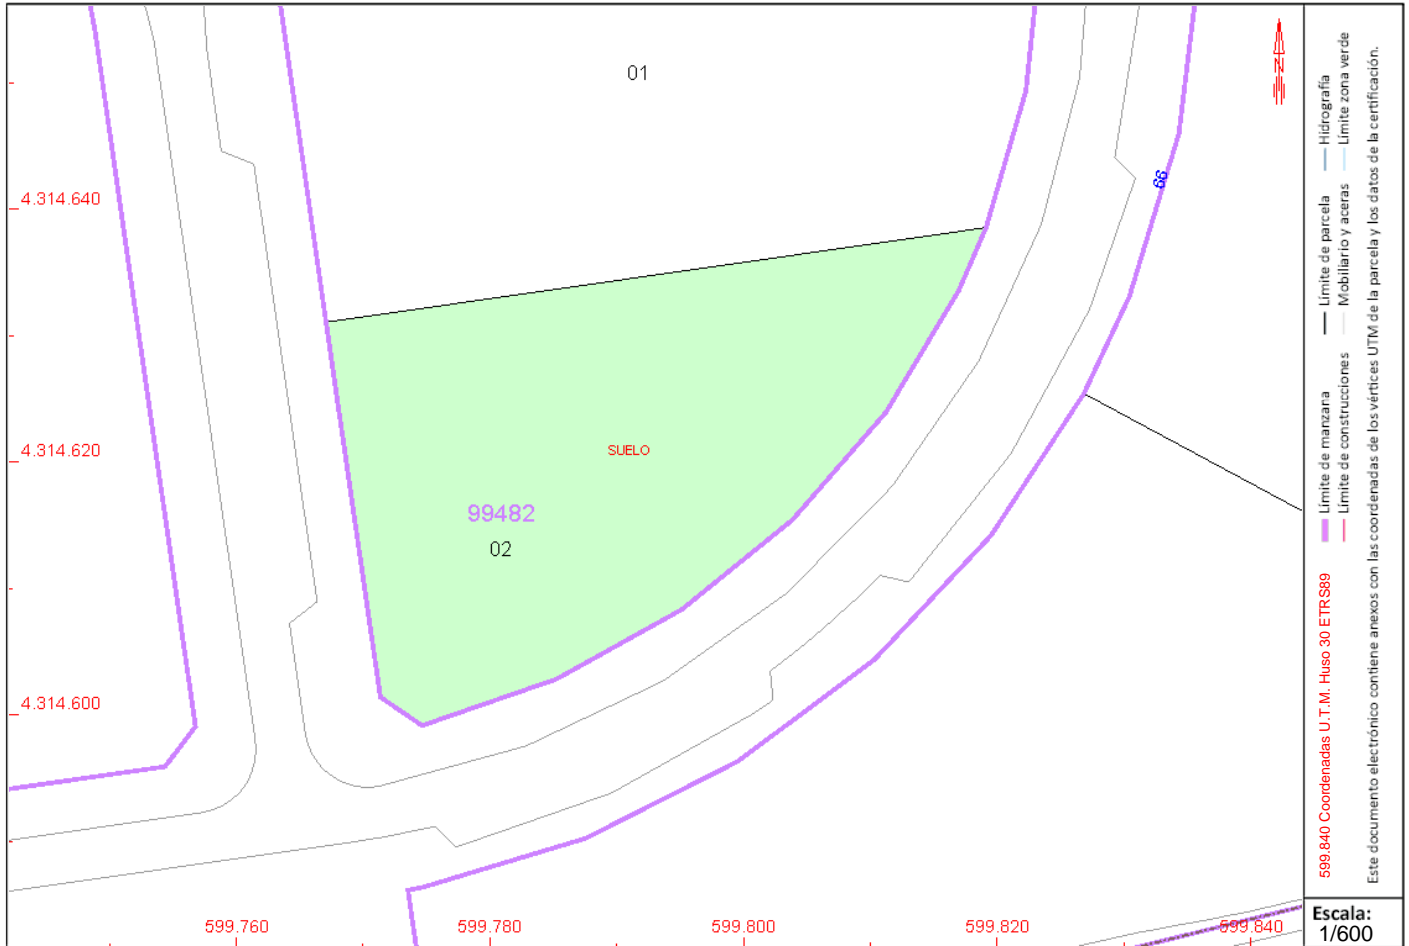 01
N
66
4.314.640
4.314.620
SUELO
99482
02
4.314.600
599.760
599.780
599.800
599.820
599.840
599.840 Coordenadas U.T.M. Huso 30 ETRS89
Límite de manzana
Límite de parcela
Hidrografía
Límite de construcciones
Mobiliario y aceras
Límite zona verde
Este documento electrónico contiene anexos con las coordenadas de los vértices UTM de la parcela y los datos de la certificación.
Escala:
1/600